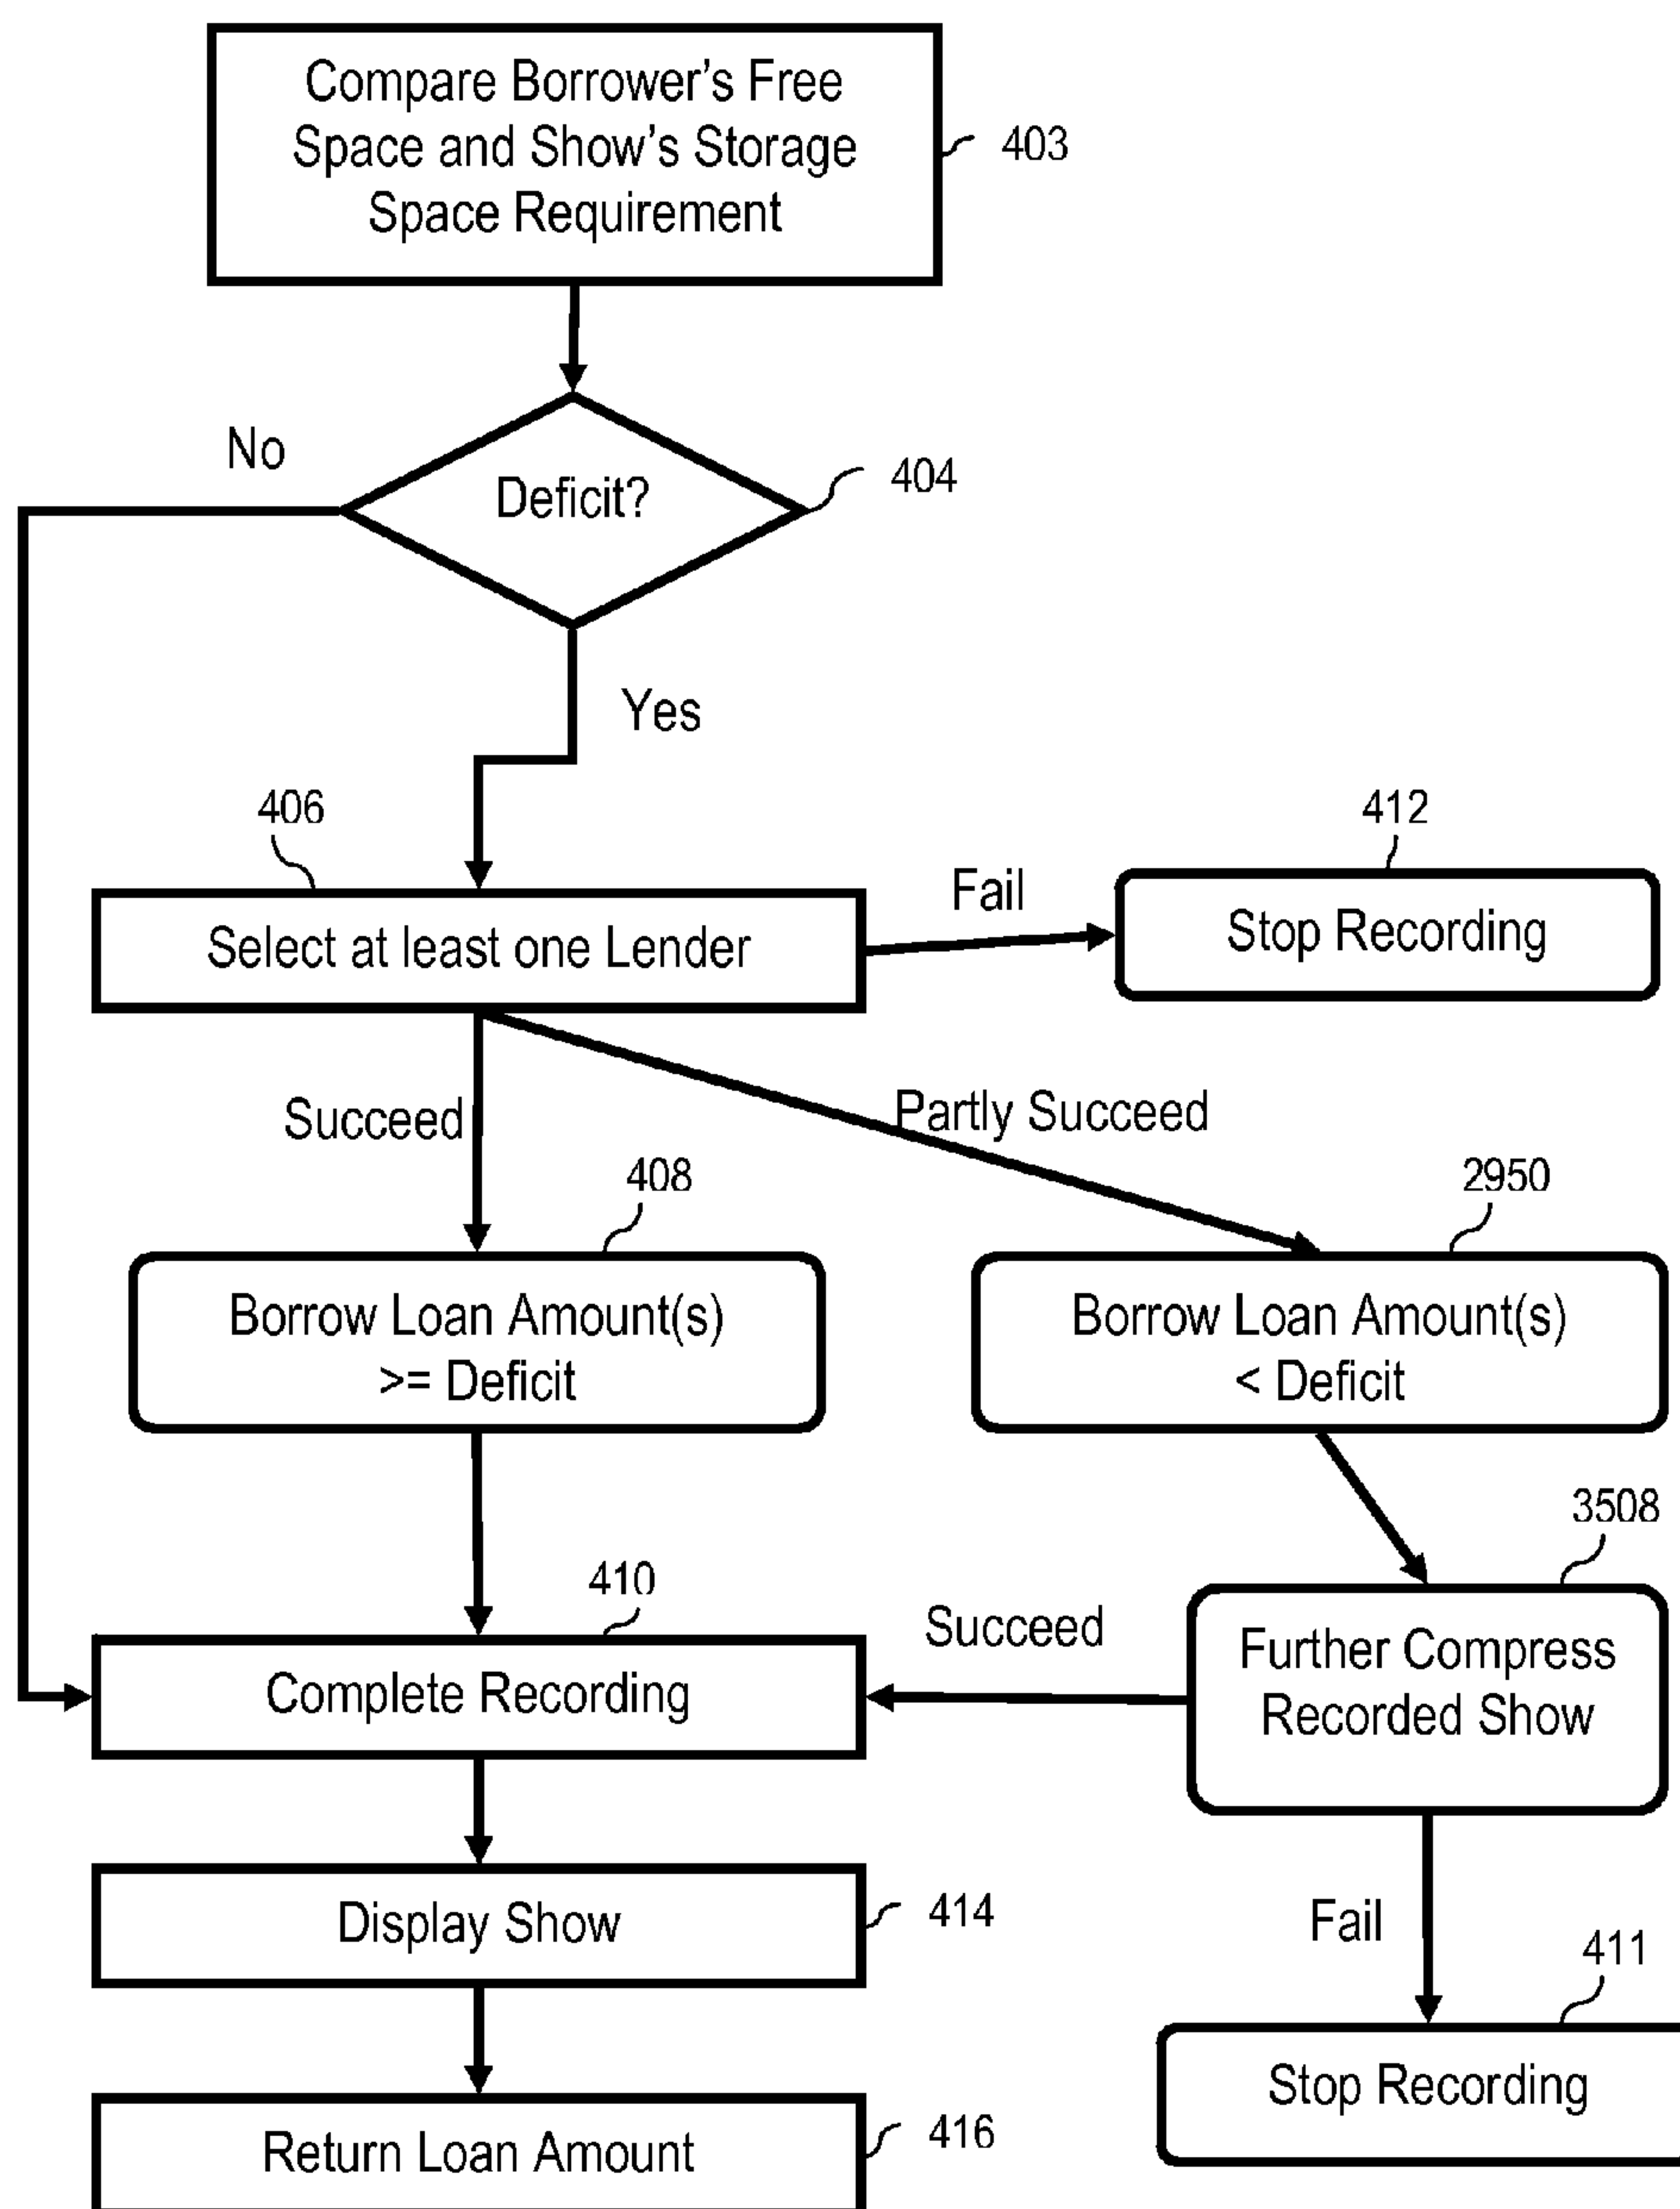 Compare Borrower's Free
Space and Show's Storage
Space Requirement
403
No
Deficit?
404
Yes
406
412
Select at least one Lender
Fail
Stop Recording
Succeed
Partly Succeed
408
2950
Borrow Loan Amount(s)
>= Deficit
Borrow Loan Amount(s)
< Deficit
3508
410
Succeed
Further Compress
Recorded Show
Complete Recording
Display Show
414
Fail
411
Stop Recording
Return Loan Amount
416